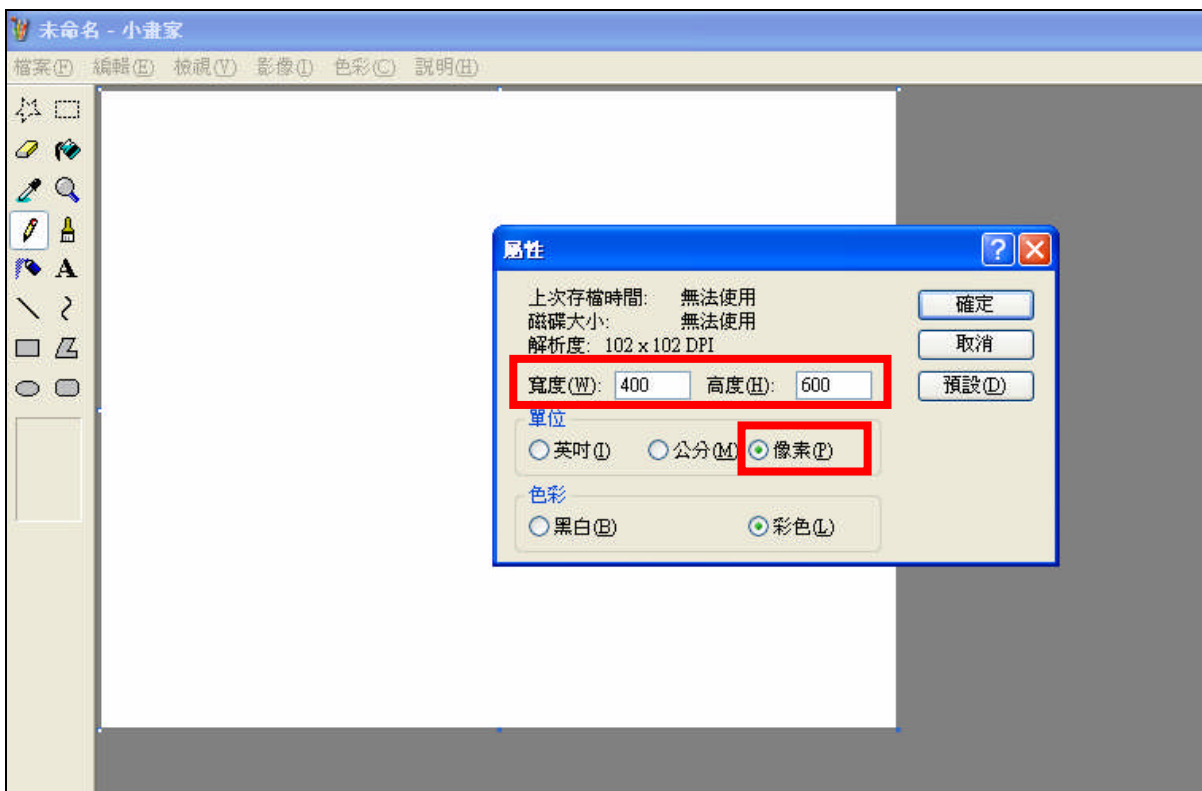 未命名 - 小畫家
檔案(F) 編輯(E) 檢視(V) 影像(I) 色彩(C) 說明(H)
A
屬性
上次存檔時間: 無法使用
磁碟大小: 無法使用
解析度: 102 x 102 DPI
寬度(W): 400 高度(H): 600
單位
英吋(I) 公分(M) 像素(P)
色彩
黑白(B) 彩色(L)
確定
取消
預設(D)